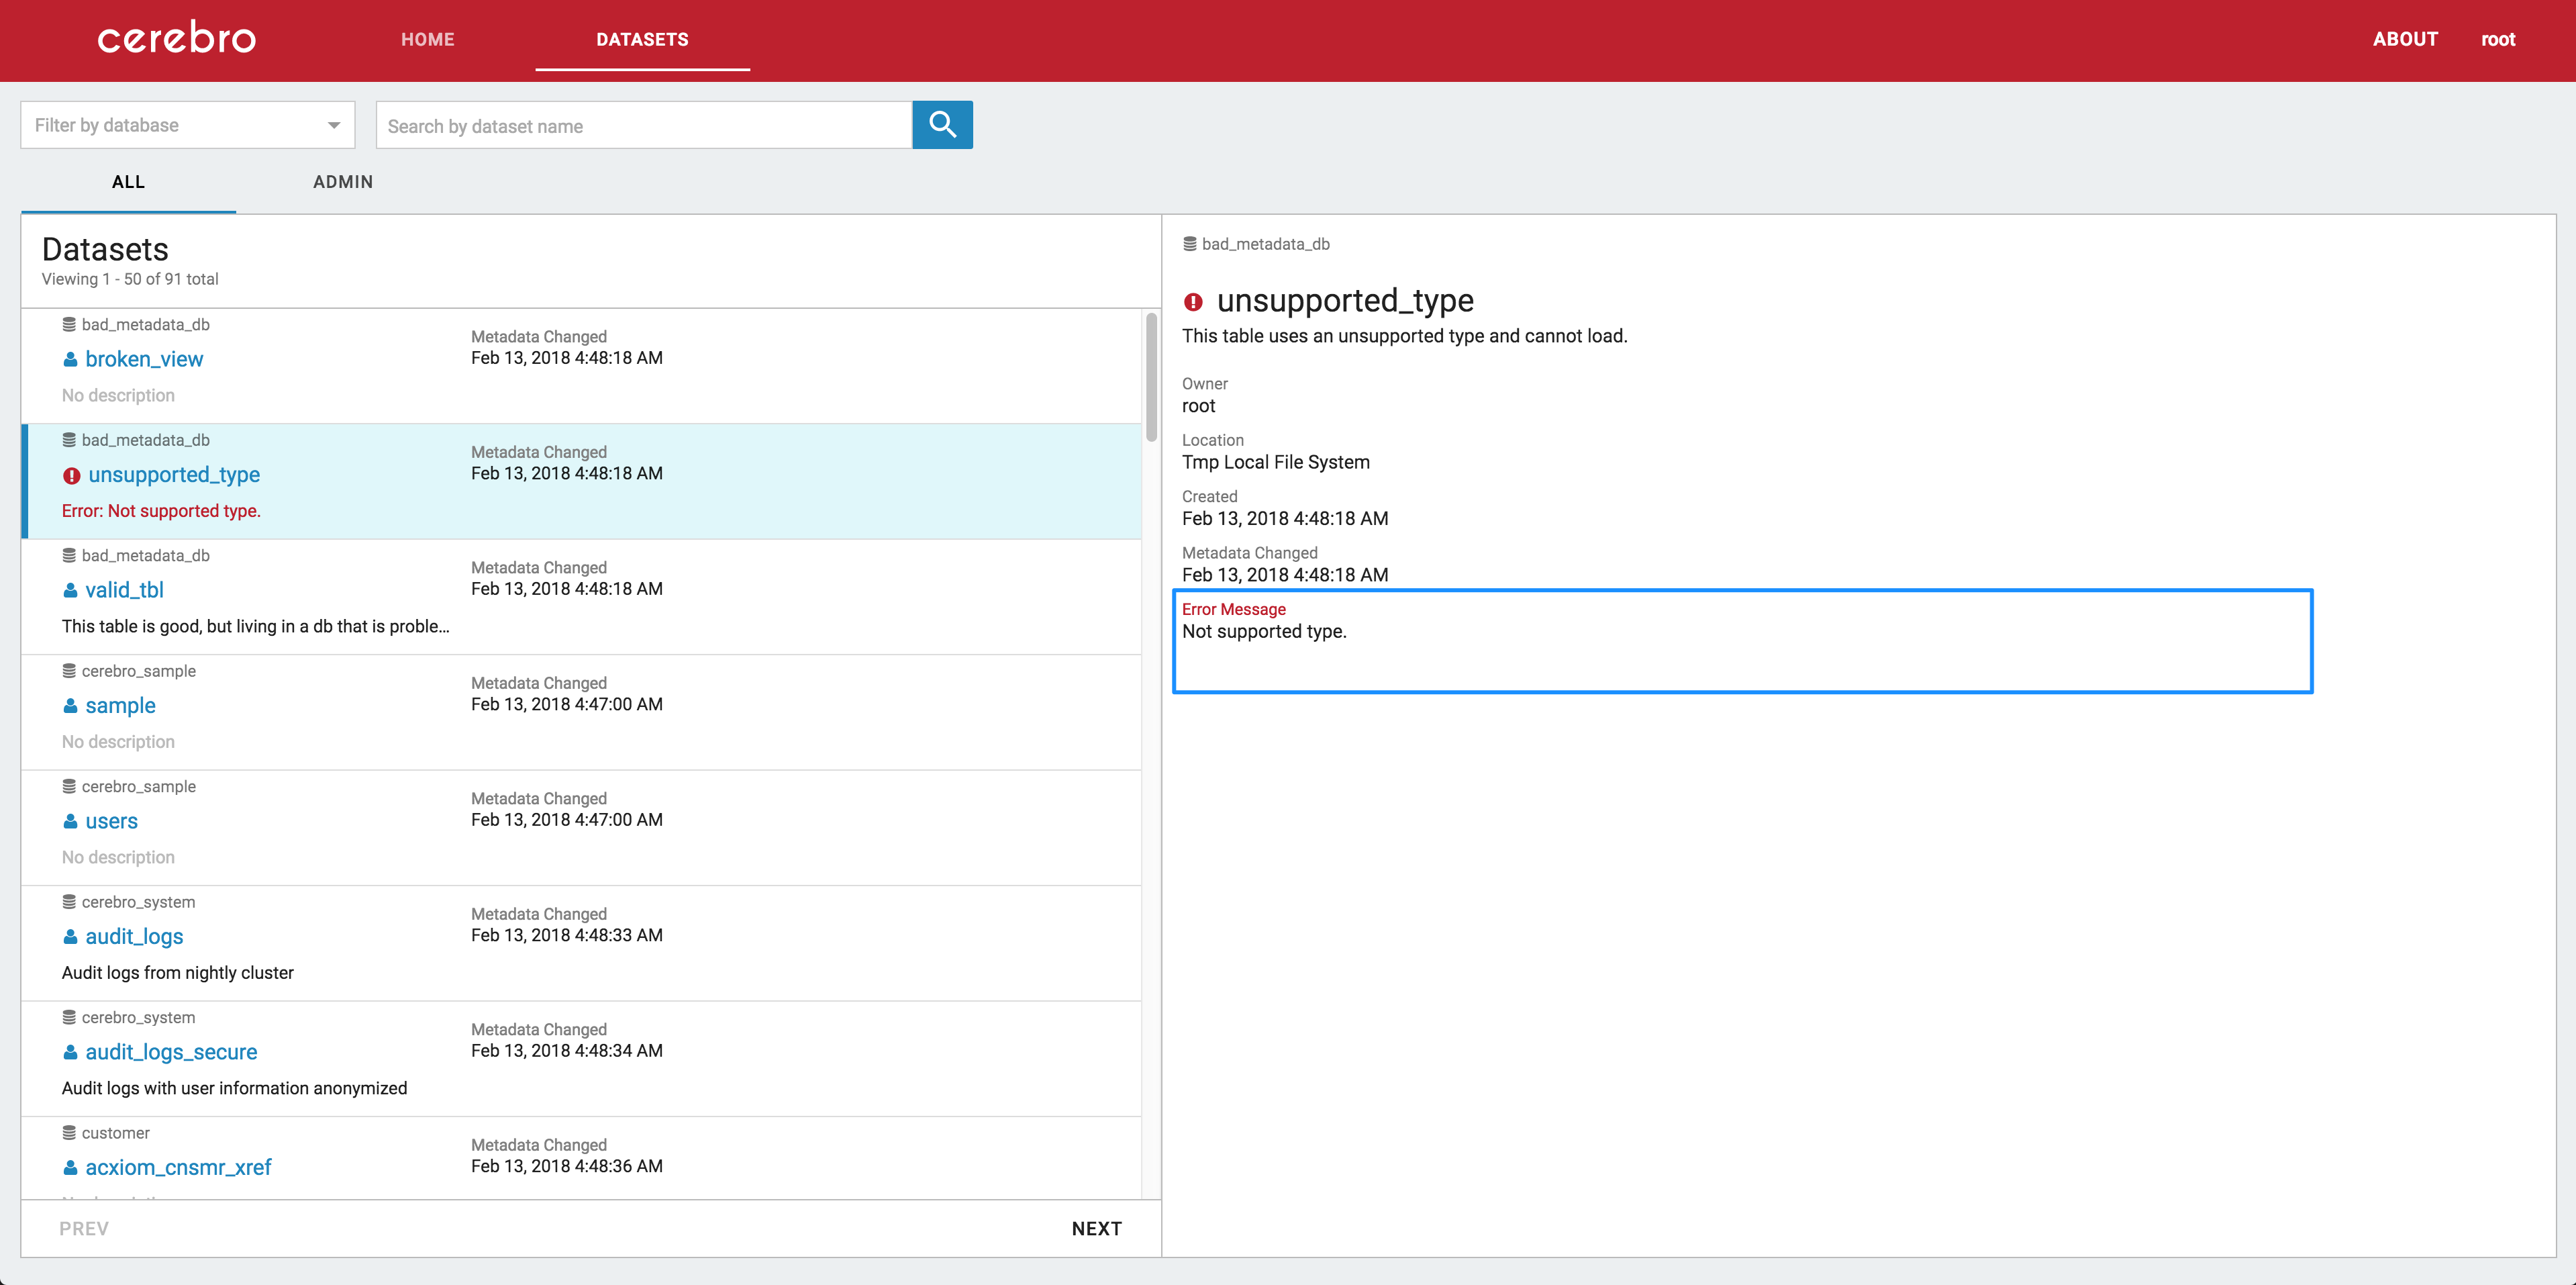 cerebro
HOME
DATASETS
ABOUT
root
Filter by database
Search by dataset name
ALL
ADMIN
Datasets
Viewing 1 - 50 of 91 total
bad_metadata_db
broken_view
No description
Metadata Changed
Feb 13, 2018 4:48:18 AM
bad_metadata_db
unsupported_type
Error: Not supported type.
Metadata Changed
Feb 13, 2018 4:48:18 AM
bad_metadata_db
valid_tbl
This table is good, but living in a db that is proble...
Metadata Changed
Feb 13, 2018 4:48:18 AM
cerebro_sample
sample
No description
Metadata Changed
Feb 13, 2018 4:47:00 AM
cerebro_sample
users
No description
Metadata Changed
Feb 13, 2018 4:47:00 AM
cerebro_system
audit_logs
Audit logs from nightly cluster
Metadata Changed
Feb 13, 2018 4:48:33 AM
cerebro_system
audit_logs_secure
Audit logs with user information anonymized
Metadata Changed
Feb 13, 2018 4:48:34 AM
customer
acxiom_cnsmr_xref
Metadata Changed
Feb 13, 2018 4:48:36 AM
PREV
NEXT
bad_metadata_db
unsupported_type
This table uses an unsupported type and cannot load.
Owner
root
Location
Tmp Local File System
Created
Feb 13, 2018 4:48:18 AM
Metadata Changed
Feb 13, 2018 4:48:18 AM
Error Message
Not supported type.